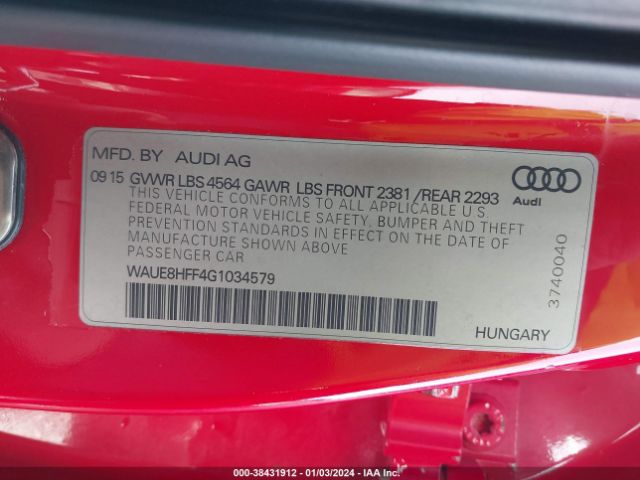 MFD. BY AUDI AG
09 15 GVWR LBS 4564 GAWR LBS FRONT 2381 /REAR 2293
THIS VEHICLE CONFORMS TO ALL APPLICABLE U S
FEDERAL MOTOR VEHICLE SAFETY, BUMPER AND THEFT
PREVENTION STANDARDS IN EFFECT ON THE DATE OF
MANUFACTURE SHOWN ABOVE
PASSENGER CAR
WAUE8HFF4G1034579
HUNGARY
Audi
3740040
000-38431912 - 01/03/2024 - IAA Inc.